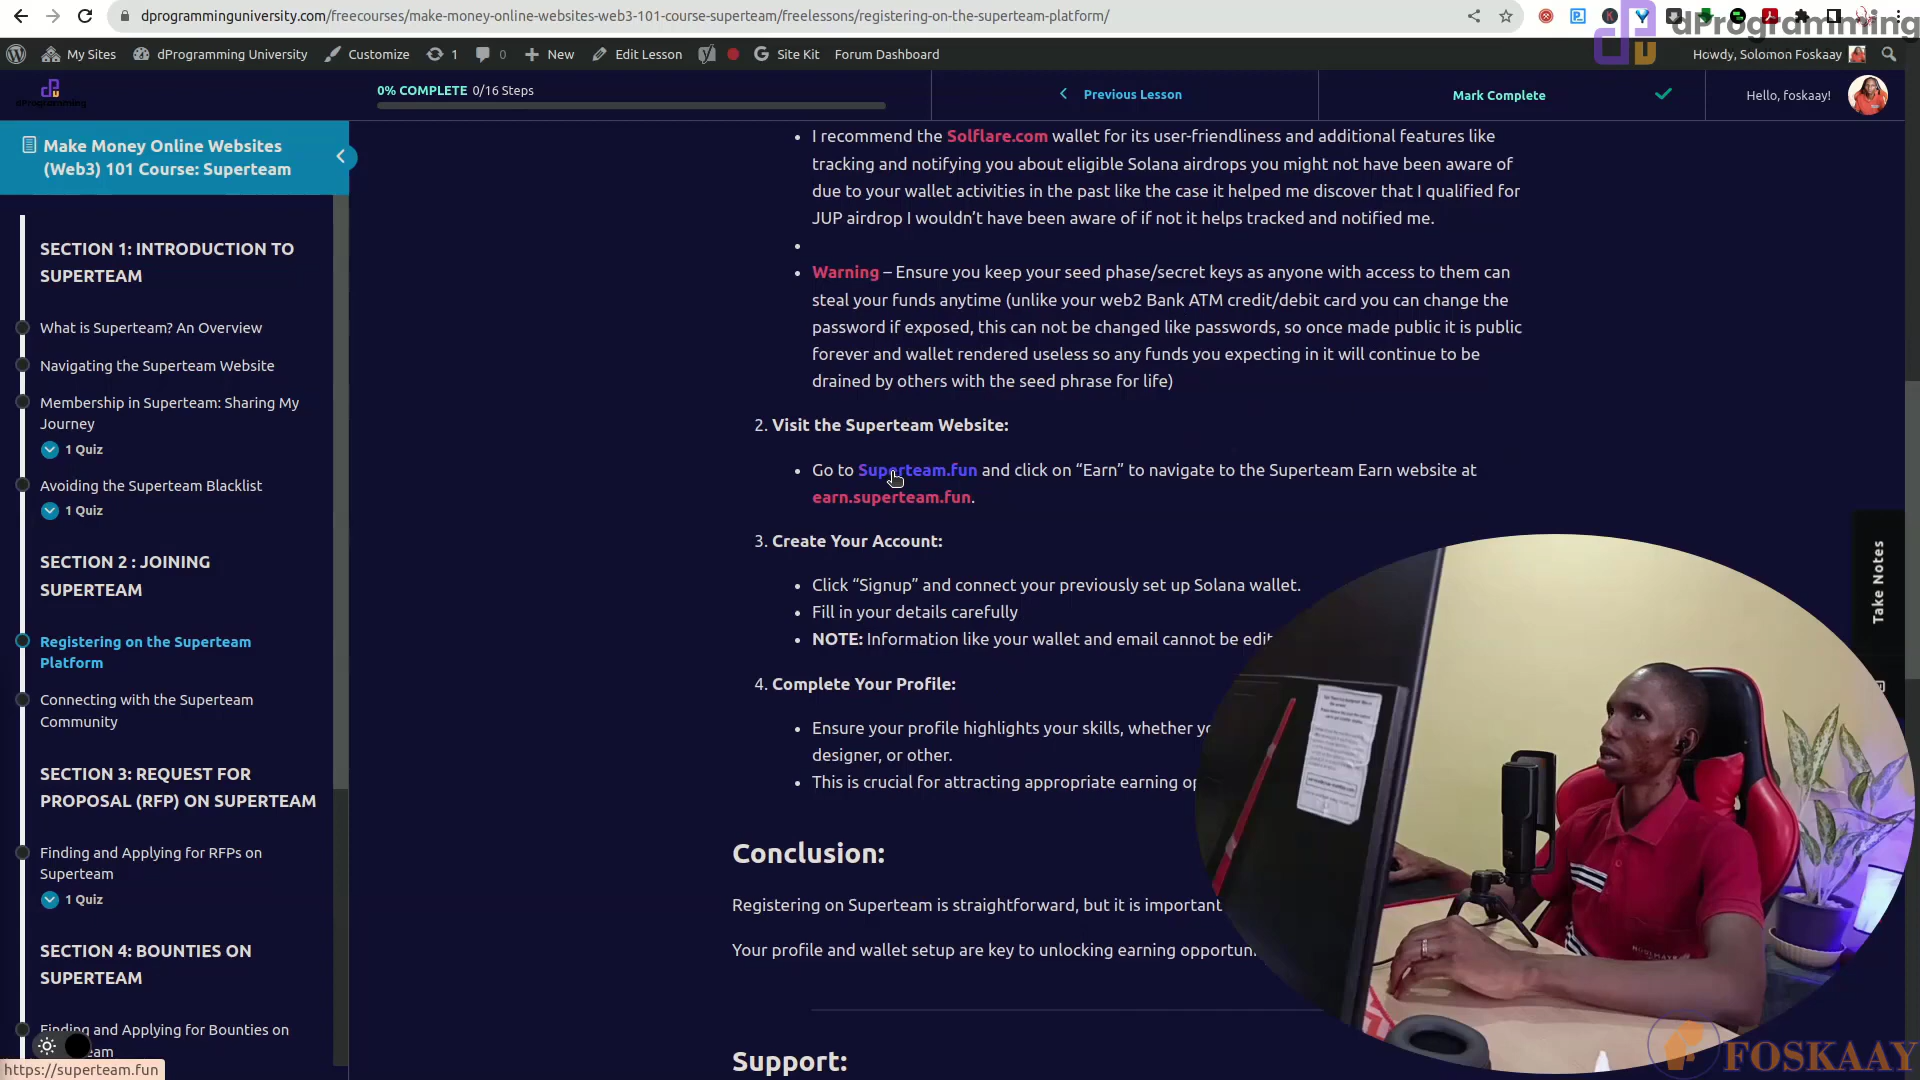 dprogramminguniversity.com/freecourses/make-money-online-websites-web3-101-course-superteam/freelessons/registering-on-the-superteam-platform/
dProgramming
My Sites
dProgramming University
Customize
1
0
New
Edit Lesson
Site Kit
Forum Dashboard
Howdy, Solomon Foskaay
dProgramming
0% COMPLETE 0/16 Steps
Previous Lesson
Mark Complete
Hello, foskaay!
Make Money Online Websites
(Web3) 101 Course: Superteam
SECTION 1: INTRODUCTION TO
SUPERTEAM
What is Superteam? An Overview
Navigating the Superteam Website
Membership in Superteam: Sharing My
Journey
1 Quiz
Avoiding the Superteam Blacklist
1 Quiz
SECTION 2 : JOINING
SUPERTEAM
Registering on the Superteam
Platform
Connecting with the Superteam
Community
SECTION 3: REQUEST FOR
PROPOSAL (RFP) ON SUPERTEAM
Finding and Applying for RFPs on
Superteam
1 Quiz
SECTION 4: BOUNTIES ON
SUPERTEAM
Finding and Applying for Bounties on
eam
https://superteam.fun
• I recommend the Solflare.com wallet for its user-friendliness and additional features like
tracking and notifying you about eligible Solana airdrops you might not have been aware of
due to your wallet activities in the past like the case it helped me discover that I qualified for
JUP airdrop I wouldn’t have been aware of if not it helps tracked and notified me.
•
• Warning – Ensure you keep your seed phase/secret keys as anyone with access to them can
steal your funds anytime (unlike your web2 Bank ATM credit/debit card you can change the
password if exposed, this can not be changed like passwords, so once made public it is public
forever and wallet rendered useless so any funds you expecting in it will continue to be
drained by others with the seed phrase for life)
2. Visit the Superteam Website:
• Go to Superteam.fun and click on “Earn” to navigate to the Superteam Earn website at
earn.superteam.fun.
3. Create Your Account:
• Click “Signup” and connect your previously set up Solana wallet.
• Fill in your details carefully
• NOTE: Information like your wallet and email cannot be edit
4. Complete Your Profile:
• Ensure your profile highlights your skills, whether yo
designer, or other.
• This is crucial for attracting appropriate earning op
Conclusion:
Registering on Superteam is straightforward, but it is important
Your profile and wallet setup are key to unlocking earning opportun
Support:
Take Notes
FOSKAAY